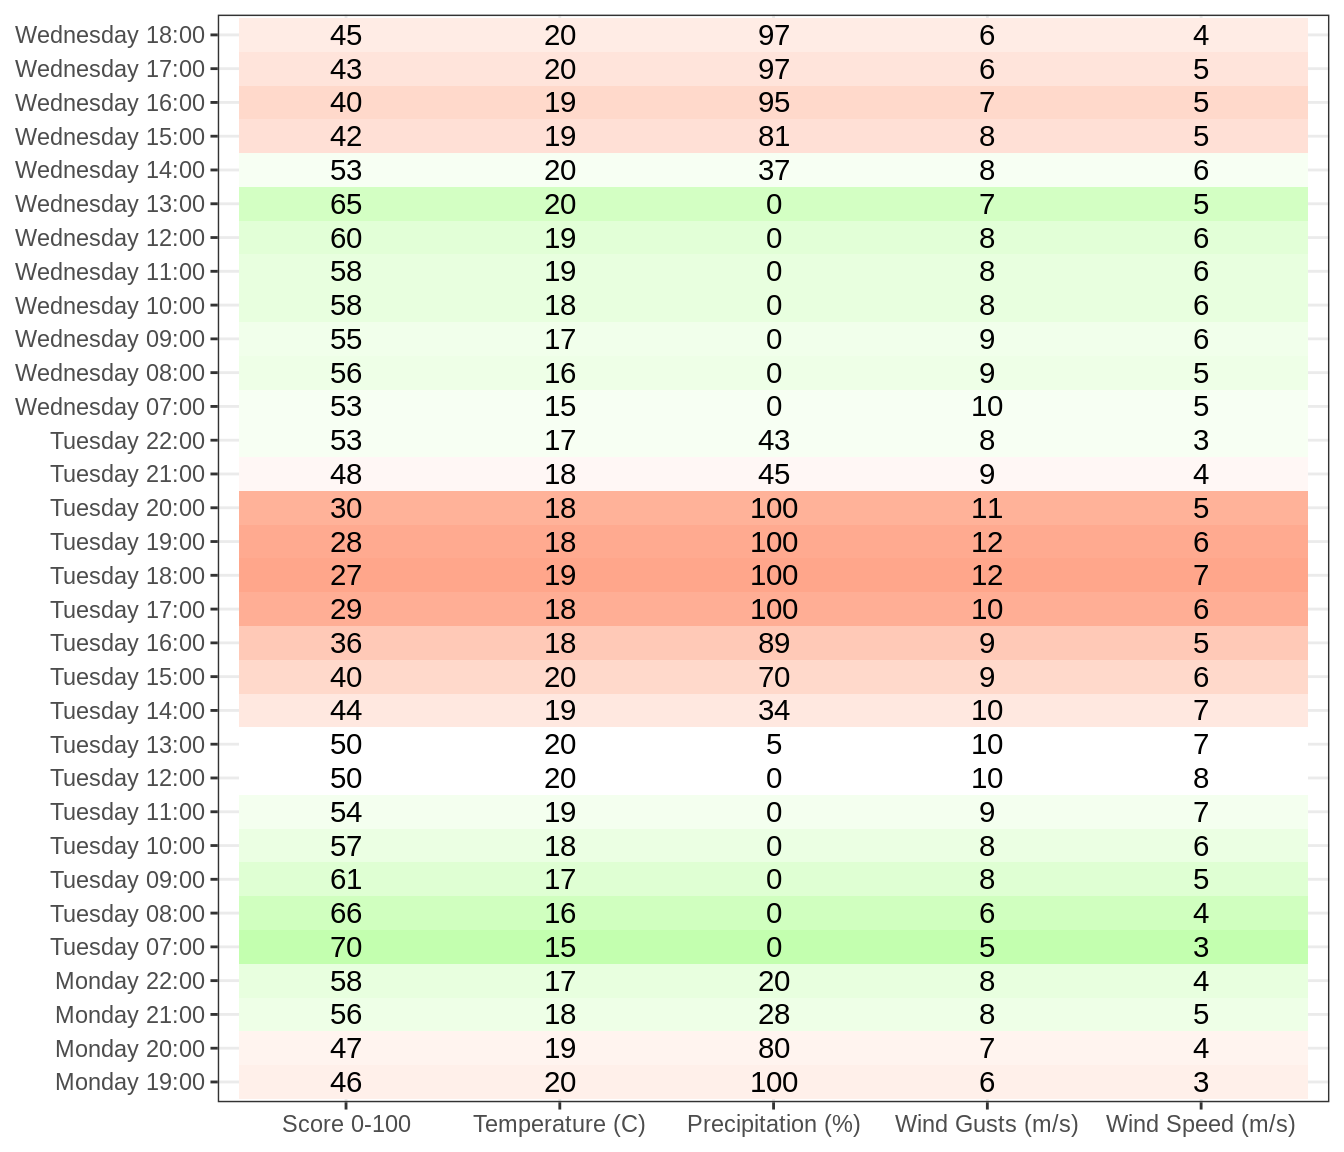 Wednesday 18:00 45 20 97 6 4
Wednesday 17:00 43 20 97 6 5
Wednesday 16:00 40 19 95 7 5
Wednesday 15:00 42 19 81 8 5
Wednesday 14:00 53 20 37 8 6
Wednesday 13:00 65 20 0 7 5
Wednesday 12:00 60 19 0 8 6
Wednesday 11:00 58 19 0 8 6
Wednesday 10:00 58 18 0 8 6
Wednesday 09:00 55 17 0 9 6
Wednesday 08:00 56 16 0 9 5
Wednesday 07:00 53 15 0 10 5
Tuesday 22:00 53 17 43 8 3
Tuesday 21:00 48 18 45 9 4
Tuesday 20:00 30 18 100 11 5
Tuesday 19:00 28 18 100 12 6
Tuesday 18:00 27 19 100 12 7
Tuesday 17:00 29 18 100 10 6
Tuesday 16:00 36 18 89 9 5
Tuesday 15:00 40 20 70 9 6
Tuesday 14:00 44 19 34 10 7
Tuesday 13:00 50 20 5 10 7
Tuesday 12:00 50 20 0 10 8
Tuesday 11:00 54 19 0 9 7
Tuesday 10:00 57 18 0 8 6
Tuesday 09:00 61 17 0 8 5
Tuesday 08:00 66 16 0 6 4
Tuesday 07:00 70 15 0 5 3
Monday 22:00 58 17 20 8 4
Monday 21:00 56 18 28 8 5
Monday 20:00 47 19 80 7 4
Monday 19:00 46 20 100 6 3
Score 0-100 Temperature (C) Precipitation (%) Wind Gusts (m/s) Wind Speed (m/s)